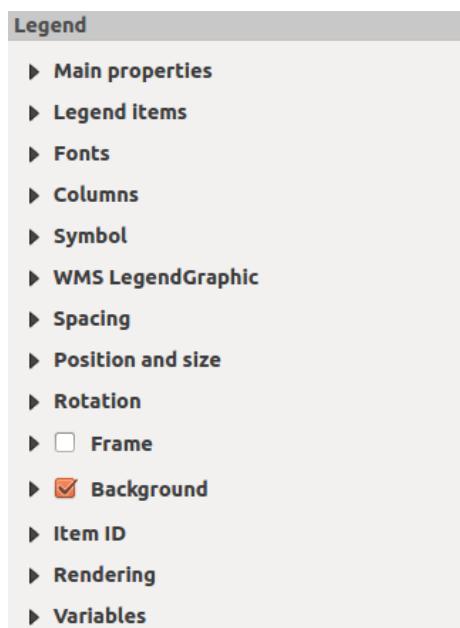 Legend
Main properties
Legend items
Fonts
Columns
Symbol
WMS LegendGraphic
Spacing
Position and size
Rotation
Frame
Background
Item ID
Rendering
Variables